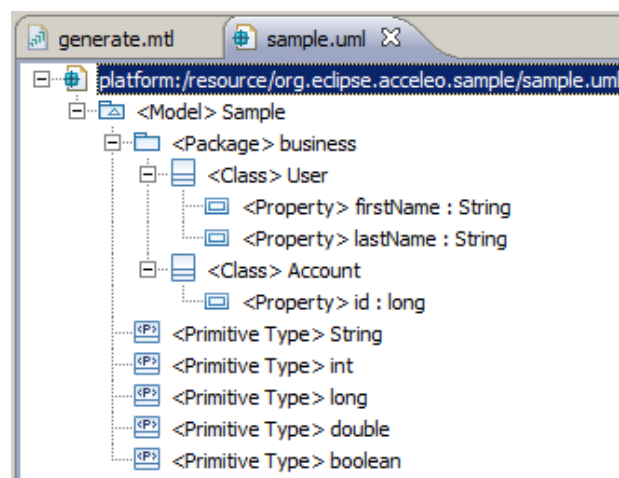 generate.mtl sample.uml
platform:/resource/org.eclipse.acceleo.sample/sample.uml
<Model> Sample
<Package> business
<Class> User
<Property> firstName : String
<Property> lastName : String
<Class> Account
<Property> id : long
<Primitive Type> String
<Primitive Type> int
<Primitive Type> long
<Primitive Type> double
<Primitive Type> boolean